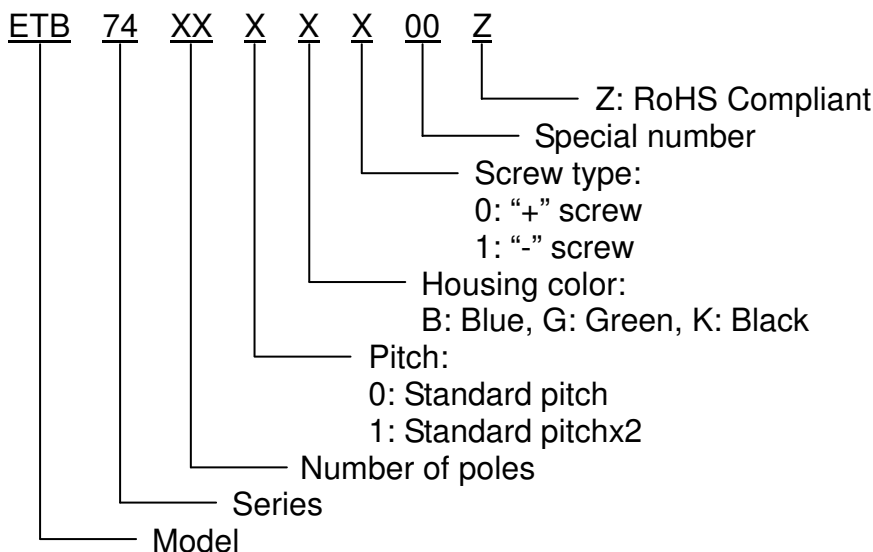 ETB 74 XX X X X 00 Z
Z: RoHS Compliant
Special number
Screw type:
0: “+” screw
1: “-” screw
Housing color:
B: Blue, G: Green, K: Black
Pitch:
0: Standard pitch
1: Standard pitchx2
Number of poles
Series
Model